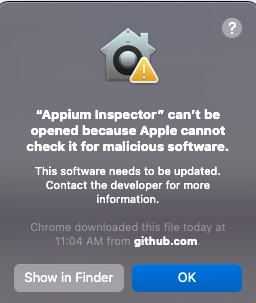 ?
“Appium Inspector” can’t be
opened because Apple cannot
check it for malicious software.
This software needs to be updated.
Contact the developer for more
information.
Chrome downloaded this file today at
11:04 AM from github.com.
Show in Finder
OK